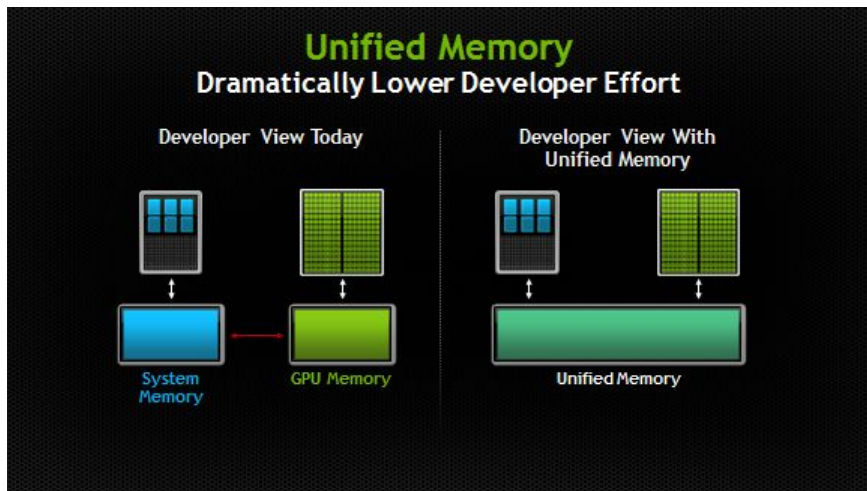 Unified Memory
Dramatically Lower Developer Effort
Developer View Today
System
Memory
GPU Memory
Developer View With
Unified Memory
Unified Memory